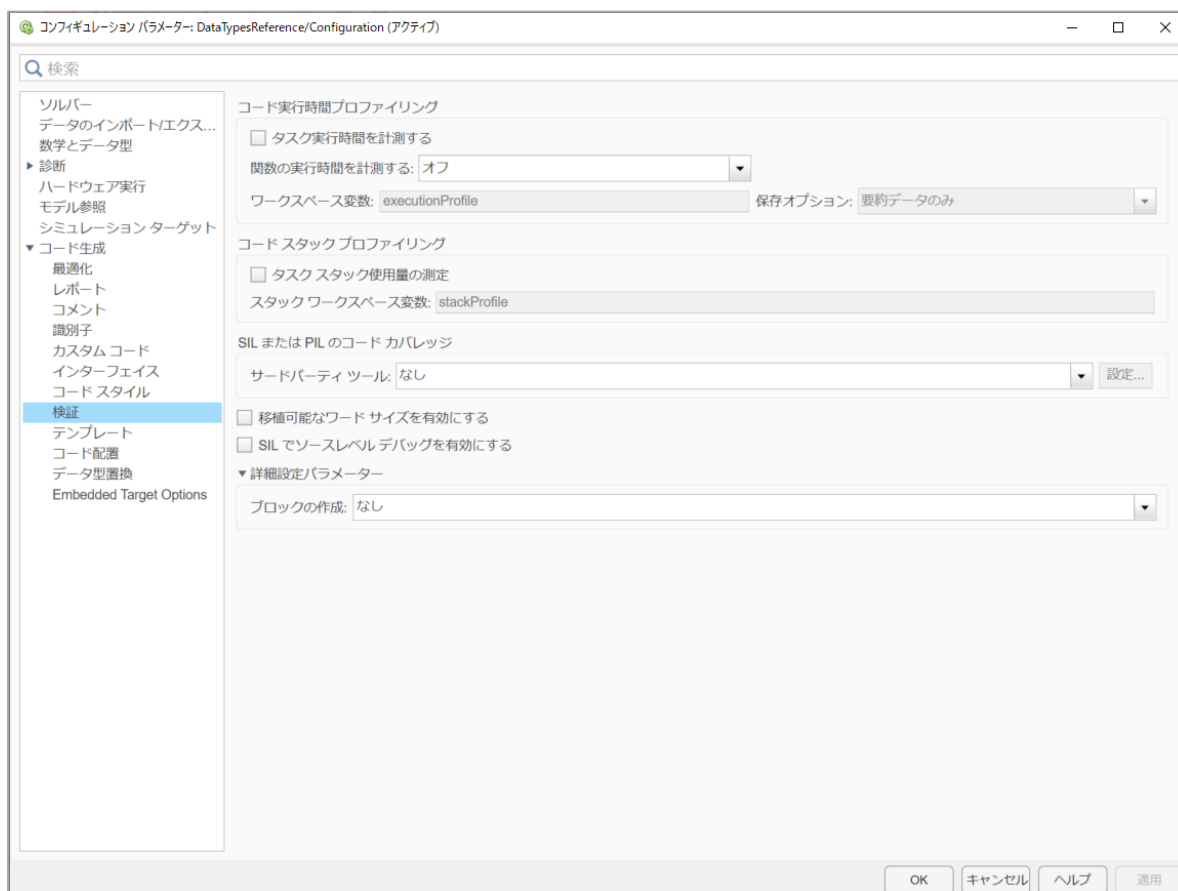 コンフィギュレーション パラメーター: DataTypesReference/Configuration (アクティブ)
検索
ソルバー
データのインポート/エクス...
数学とデータ型
診断
ハードウェア実行
モデル参照
シミュレーション ターゲット
コード生成
最適化
レポート
コメント
識別子
カスタム コード
インターフェイス
コード スタイル
検証
テンプレート
コード配置
データ型置換
Embedded Target Options
コード実行時間プロファイリング
タスク実行時間を計測する
関数の実行時間を計測する: オフ
ワークスペース変数: executionProfile 保存オプション: 要約データのみ
コード スタック プロファイリング
タスク スタック使用量の測定
スタック ワークスペース変数: stackProfile
SIL または PIL のコード カバレッジ
サードパーティ ツール: なし 設定...
移植可能なワード サイズを有効にする
SIL でソースレベル デバッグを有効にする
詳細設定パラメーター
ブロックの作成: なし
OK キャンセル ヘルプ 適用